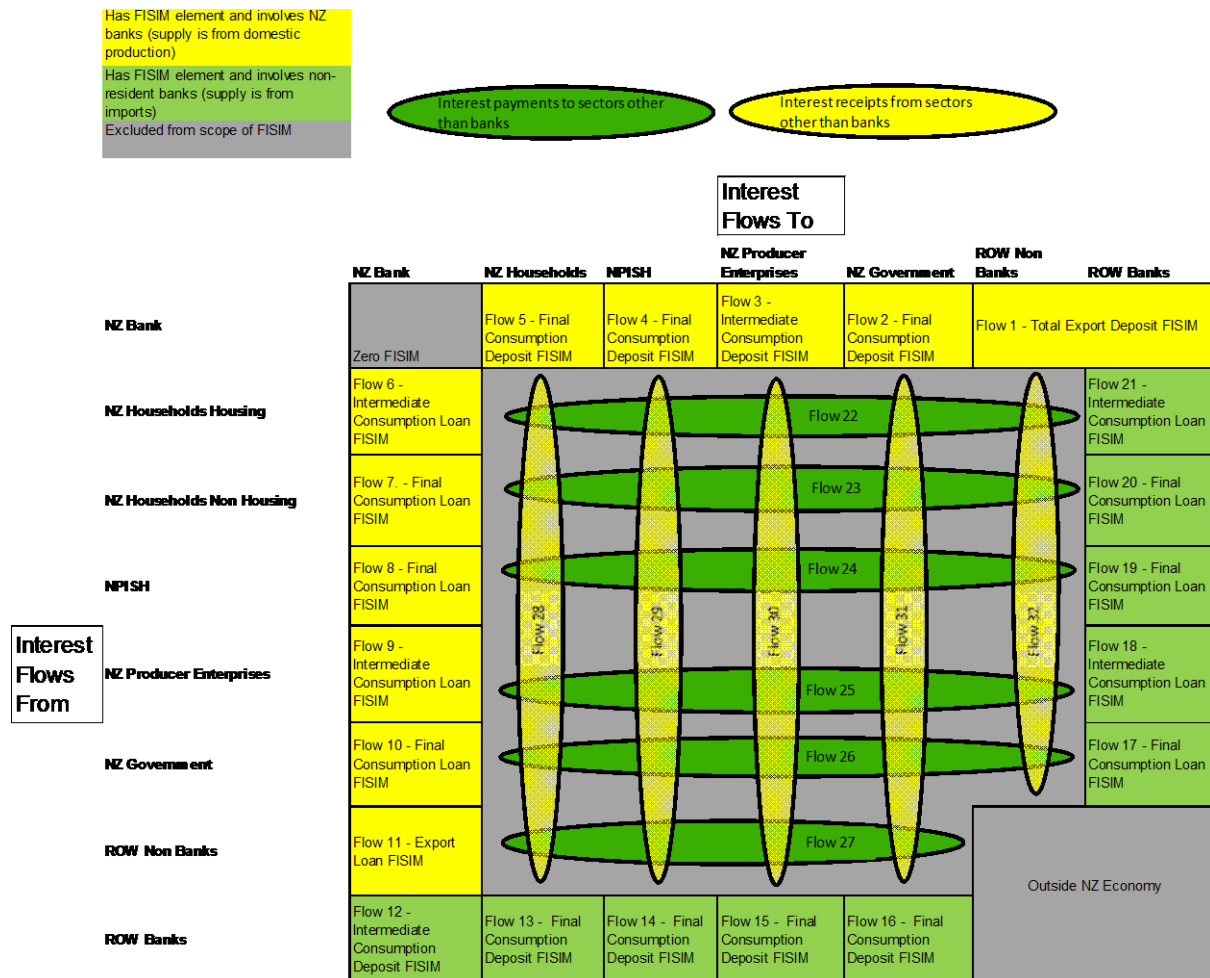 Has FISIM element and involves NZ
banks (supply is from domestic
production)
Has FISIM element and involves non-
resident banks (supply is from
imports)
Excluded from scope of FISIM
Interest payments to sectors other
than banks
Interest receipts from sectors
other than banks
Interest
Flows To
NZ Bank
NZ Households
NPISH
NZ Producer
Enterprises
NZ Government
ROW Non
Banks
ROW Banks
NZ Bank
Zero FISIM
Flow 5 - Final
Consumption
Deposit FISIM
Flow 4 - Final
Consumption
Deposit FISIM
Flow 3 -
Intermediate
Consumption
Deposit FISIM
Flow 2 - Final
Consumption
Deposit FISIM
Flow 1 - Total Export Deposit FISIM
NZ Households Housing
Flow 6 -
Intermediate
Consumption Loan
FISIM
Flow 22
Flow 21 -
Intermediate
Consumption Loan
FISIM
NZ Households Non Housing
Flow 7. - Final
Consumption Loan
FISIM
Flow 23
Flow 20 - Final
Consumption Loan
FISIM
NPISH
Flow 8 - Final
Consumption Loan
FISIM
Flow 24
Flow 19 - Final
Consumption Loan
FISIM
Flow 28
Flow 29
Flow 30
Flow 31
Flow 32
Interest
Flows
From
NZ Producer Enterprises
Flow 9 -
Intermediate
Consumption Loan
FISIM
Flow 25
Flow 18 -
Intermediate
Consumption Loan
FISIM
NZ Government
Flow 10 - Final
Consumption Loan
FISIM
Flow 26
Flow 17 - Final
Consumption Loan
FISIM
ROW Non Banks
Flow 11 - Export
Loan FISIM
Flow 27
Outside NZ Economy
ROW Banks
Flow 12 -
Intermediate
Consumption
Deposit FISIM
Flow 13 - Final
Consumption
Deposit FISIM
Flow 14 - Final
Consumption
Deposit FISIM
Flow 15 - Final
Consumption
Deposit FISIM
Flow 16 - Final
Consumption
Deposit FISIM